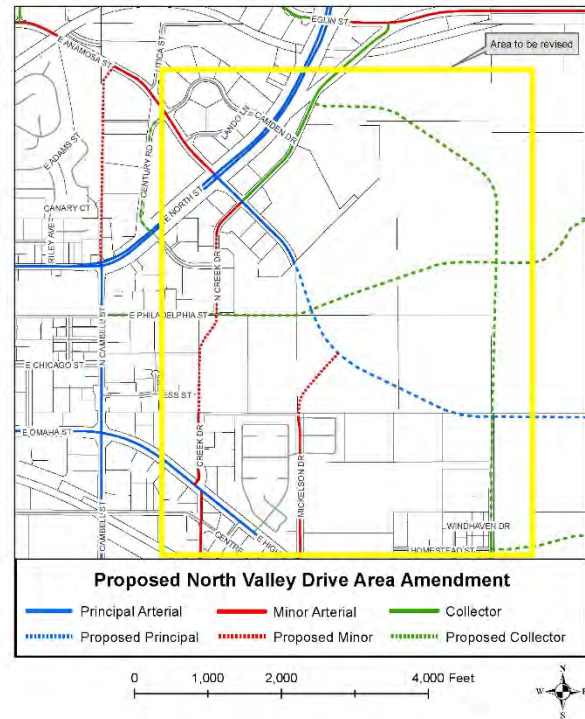 EGLIN ST
Area to be revised
E ANAMOSA ST
LANDO LN
CAMDEN DR
E ADAMS ST
CENTURY RD
CANARY CT
RILEY AVE
E NORTH ST
N CREEK DR
N CAMBELL ST
E PHILADELPHIA ST
E CHICAGO ST
ESS ST
E OMAHA ST
CREEK DR
MICKELSON DR
CAMBELL ST
CENTRE
E HIG
WINDHAVEN DR
HOMESTEAD ST
Proposed North Valley Drive Area Amendment
Principal Arterial Minor Arterial Collector
Proposed Principal Proposed Minor Proposed Collector
0 1,000 2,000 4,000 Feet
N
W E
S